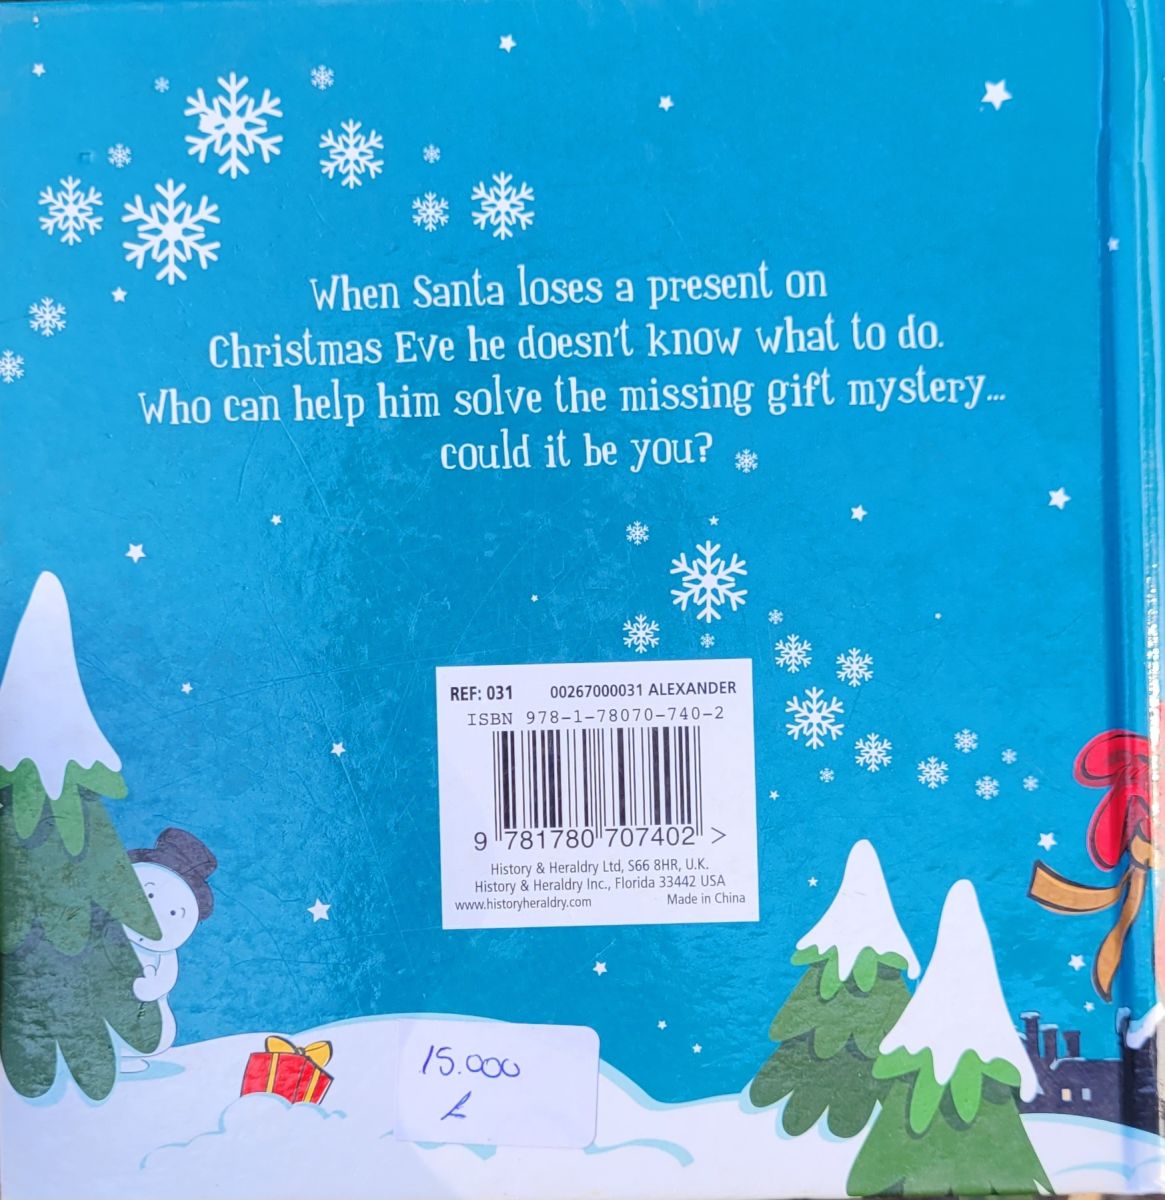 When Santa loses a present on
Christmas Eve he doesn't know what to do.
Who can help him solve the missing gift mystery...
could it be you?
REF: 031 00267000031 ALEXANDER
ISBN 978-1-78070-740-2
9 781780 707402 >
History & Heraldry Ltd, S66 8HR, U.K.
History & Heraldry Inc., Florida 33442 USA
www.historyheraldry.com Made in China
15.000